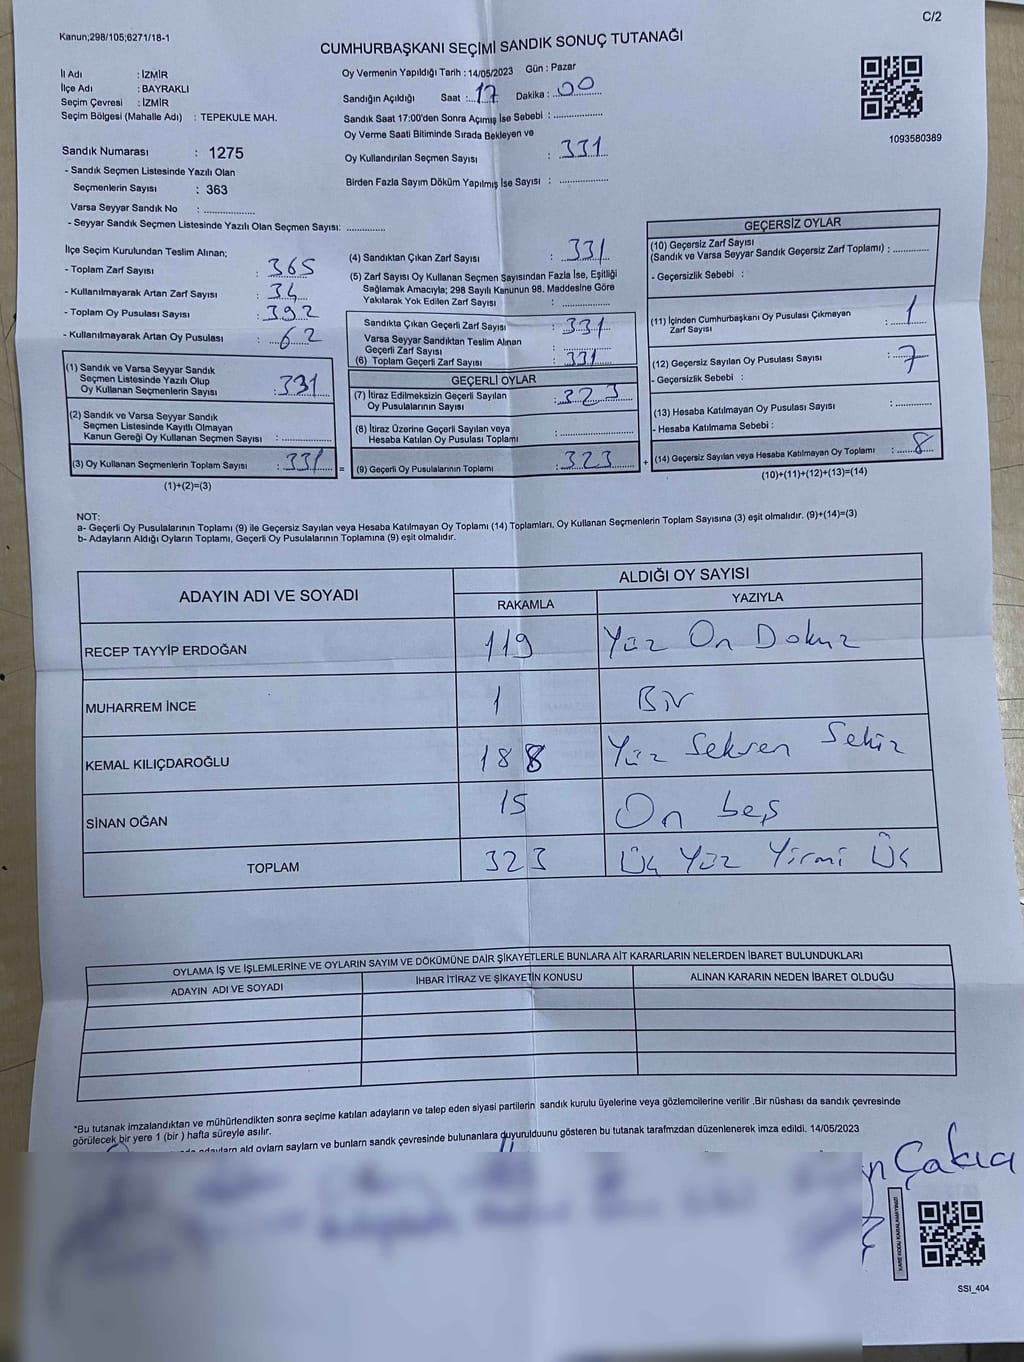 C/2
Kanun;298/105;6271/18-1
CUMHURBAŞKANI SEÇİMİ SANDIK SONUÇ TUTANAĞI
İl Adı : İZMİR
İlçe Adı : BAYRAKLI
Seçim Çevresi : İZMİR
Seçim Bölgesi (Mahalle Adı) : TEPEKULE MAH.
Oy Vermenin Yapıldığı Tarih : 14/05/2023 Gün : Pazar
Sandığın Açıldığı Saat : 17 Dakika : 00
Sandık Saat 17:00'den Sonra Açımış İse Sebebi : ................
Oy Verme Saati Bitiminde Sırada Bekleyen ve
Oy Kullandırılan Seçmen Sayısı : 331
Birden Fazla Sayım Döküm Yapılmış İse Sayısı : ................
1093580389
Sandık Numarası : 1275
- Sandık Seçmen Listesinde Yazılı Olan
Seçmenlerin Sayısı : 363
Varsa Seyyar Sandık No : ................
- Seyyar Sandık Seçmen Listesinde Yazılı Olan Seçmen Sayısı: ............
İlçe Seçim Kurulundan Teslim Alınan;
- Toplam Zarf Sayısı : 365
- Kullanılmayarak Artan Zarf Sayısı : 34
- Toplam Oy Pusulası Sayısı : 392
- Kullanılmayarak Artan Oy Pusulası : 62
(1) Sandık ve Varsa Seyyar Sandık
Seçmen Listesinde Yazılı Olup
Oy Kullanan Seçmenlerin Sayısı : 331
(2) Sandık ve Varsa Seyyar Sandık
Seçmen Listesinde Kayıtlı Olmayan
Kanun Gereği Oy Kullanan Seçmen Sayısı : ................
(3) Oy Kullanan Seçmenlerin Toplam Sayısı : 331
(1)+(2)=(3)
=
(4) Sandıktan Çıkan Zarf Sayısı : 331
(5) Zarf Sayısı Oy Kullanan Seçmen Sayısından Fazla İse, Eşitliği
Sağlamak Amacıyla; 298 Sayılı Kanunun 98. Maddesine Göre
Yakılarak Yok Edilen Zarf Sayısı : ................
Sandıkta Çıkan Geçerli Zarf Sayısı : 331
Varsa Seyyar Sandıktan Teslim Alınan
Geçerli Zarf Sayısı : ................
(6) Toplam Geçerli Zarf Sayısı : 331
GEÇERLİ OYLAR
(7) İtiraz Edilmeksizin Geçerli Sayılan
Oy Pusulalarının Sayısı : 323
(8) İtiraz Üzerine Geçerli Sayılan veya
Hesaba Katılan Oy Pusulası Toplamı : ................
(9) Geçerli Oy Pusulalarının Toplamı : 323
+
GEÇERSİZ OYLAR
(10) Geçersiz Zarf Sayısı
(Sandık ve Varsa Seyyar Sandık Geçersiz Zarf Toplamı) : ............
- Geçersizlik Sebebi :
(11) İçinden Cumhurbaşkanı Oy Pusulası Çıkmayan
Zarf Sayısı : 1
(12) Geçersiz Sayılan Oy Pusulası Sayısı : 7
- Geçersizlik Sebebi :
(13) Hesaba Katılmayan Oy Pusulası Sayısı : ............
- Hesaba Katılmama Sebebi :
(14) Geçersiz Sayılan veya Hesaba Katılmayan Oy Toplamı : 8
(10)+(11)+(12)+(13)=(14)
NOT:
a- Geçerli Oy Pusulalarının Toplamı (9) ile Geçersiz Sayılan veya Hesaba Katılmayan Oy Toplamı (14) Toplamları, Oy Kullanan Seçmenlerin Toplam Sayısına (3) eşit olmalıdır. (9)+(14)=(3)
b- Adayların Aldığı Oyların Toplamı, Geçerli Oy Pusulalarının Toplamına (9) eşit olmalıdır.
ADAYIN ADI VE SOYADI ALDIĞI OY SAYISI
RAKAMLA YAZIYLA
RECEP TAYYİP ERDOĞAN 119 Yüz On Dokuz
MUHARREM İNCE 1 Bir
KEMAL KILIÇDAROĞLU 188 Yüz Seksen Sekiz
SİNAN OĞAN 15 On beş
TOPLAM 323 Üç Yüz Yirmi Üç
OYLAMA İŞ VE İŞLEMLERİNE VE OYLARIN SAYIM VE DÖKÜMÜNE DAİR ŞİKAYETLERLE BUNLARA AİT KARARLARIN NELERDEN İBARET BULUNDUKLARI
ADAYIN ADI VE SOYADI İHBAR İTİRAZ VE ŞİKAYETİN KONUSU ALINAN KARARIN NEDEN İBARET OLDUĞU
*Bu tutanak imzalandıktan ve mühürlendikten sonra seçime katılan adayların ve talep eden siyasi partilerin sandık kurulu üyelerine veya gözlemcilerine verilir .Bir nüshası da sandık çevresinde
görülecek bir yere 1 (bir ) hafta süreyle asılır.
adayların ald oyların sayların ve bunların sandk çevresinde bulunanlara duyurulduunu gösteren bu tutanak tarafmzdan düzenlenerek imza edildi. 14/05/2023
Çakıcı
KARE KODU KARALAMAYINIZ!
SSI_404